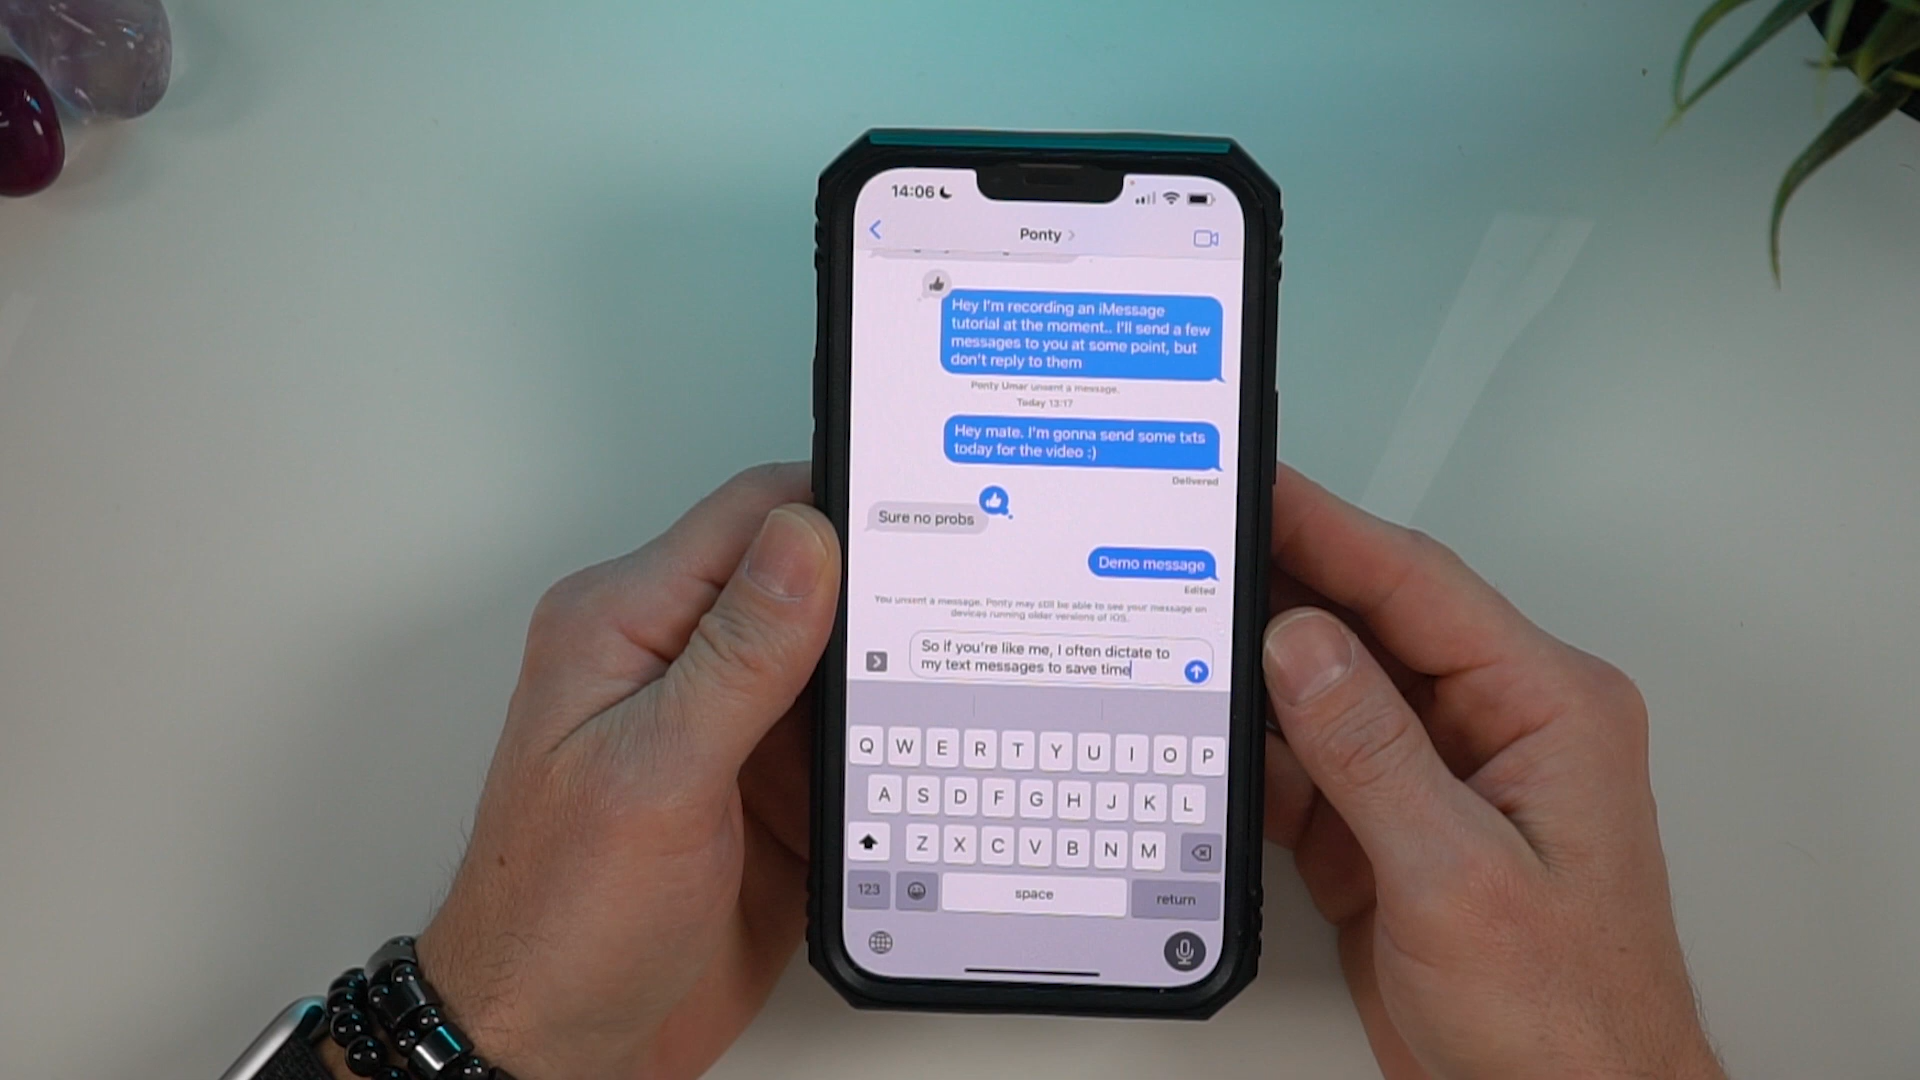 14:06
Ponty
Hey I'm recording an iMessage
tutorial at the moment.. I'll send a few
messages to you at some point, but
don't reply to them
Ponty Umar unsent a message.
Today 13:17
Hey mate. I'm gonna send some txts
today for the video :)
Delivered
Sure no probs
Demo message
Edited
You unsent a message. Ponty may still be able to see your message on
devices running older versions of iOS.
So if you're like me, I often dictate to
my text messages to save time
Q W E R T Y U I O P
A S D F G H J K L
Z X C V B N M
123 space return